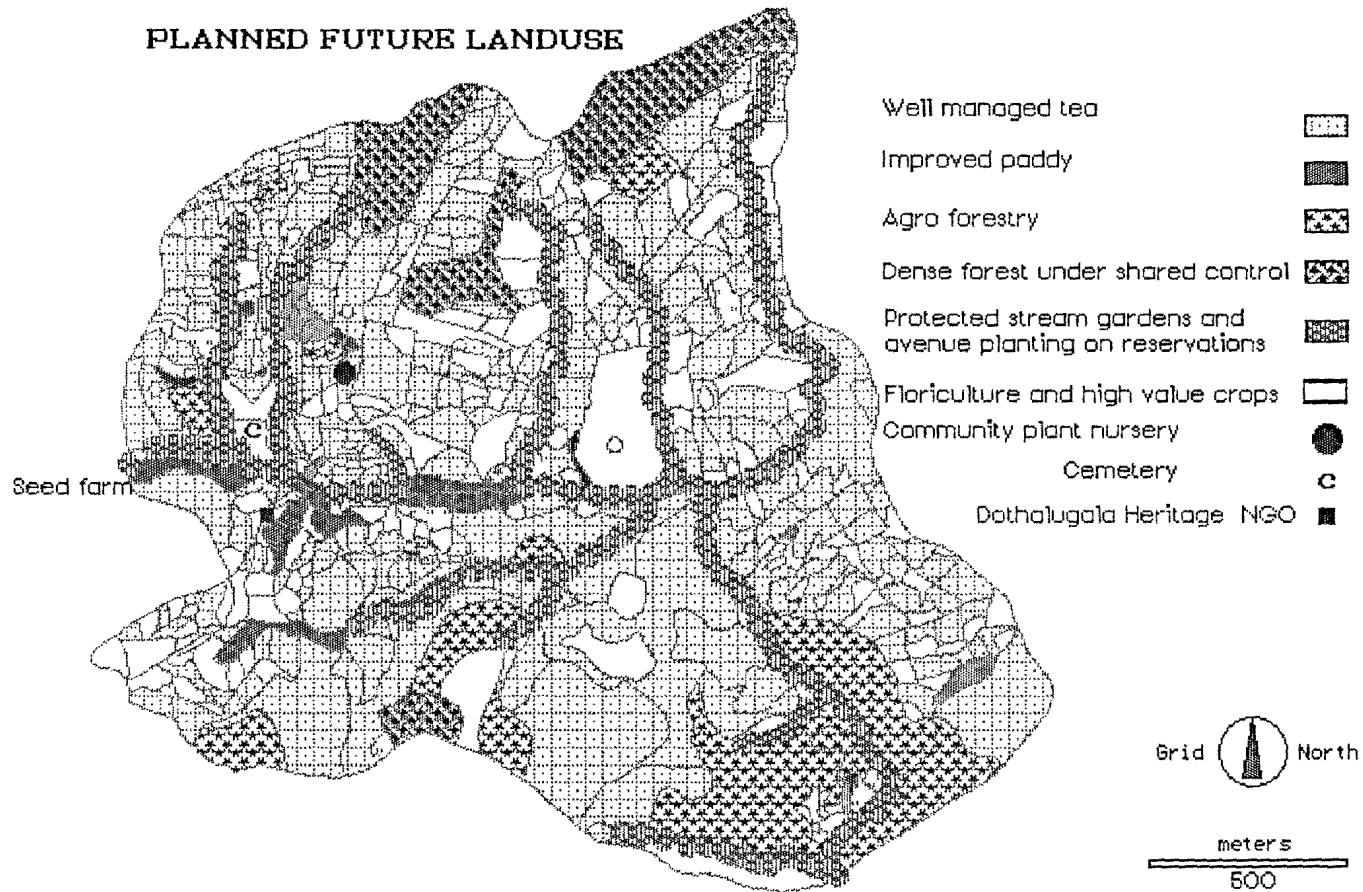 PLANNED FUTURE LANDUSE
Well managed tea
Improved paddy
Agro forestry
Dense forest under shared control
Protected stream gardens and
avenue planting on reservations
Floriculture and high value crops
Community plant nursery
Cemetery
C
Dothalugala Heritage NGO
Seed farm
C
Grid North
meters
500